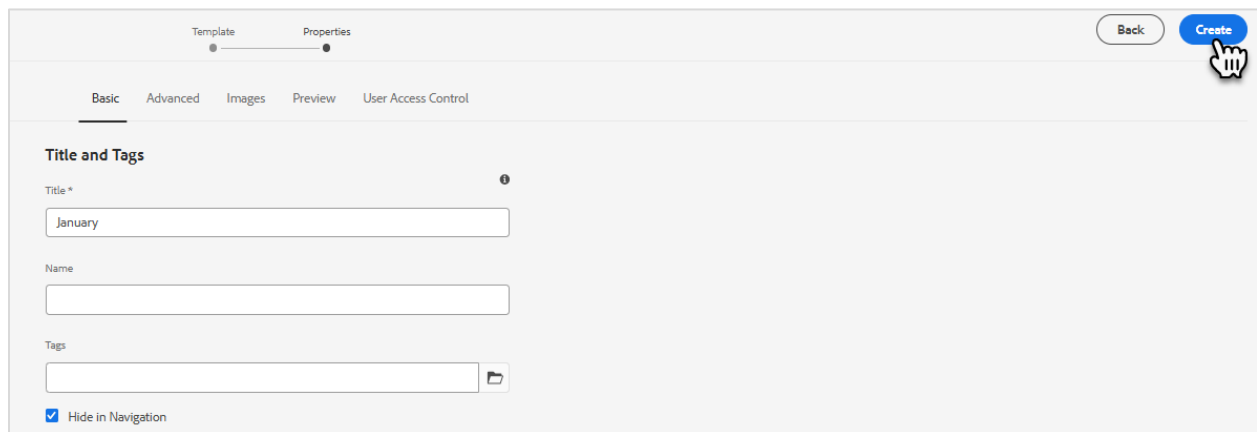 Template Properties Back Create
Basic Advanced Images Preview User Access Control
Title and Tags
Title *
January
Name
Tags
Hide in Navigation